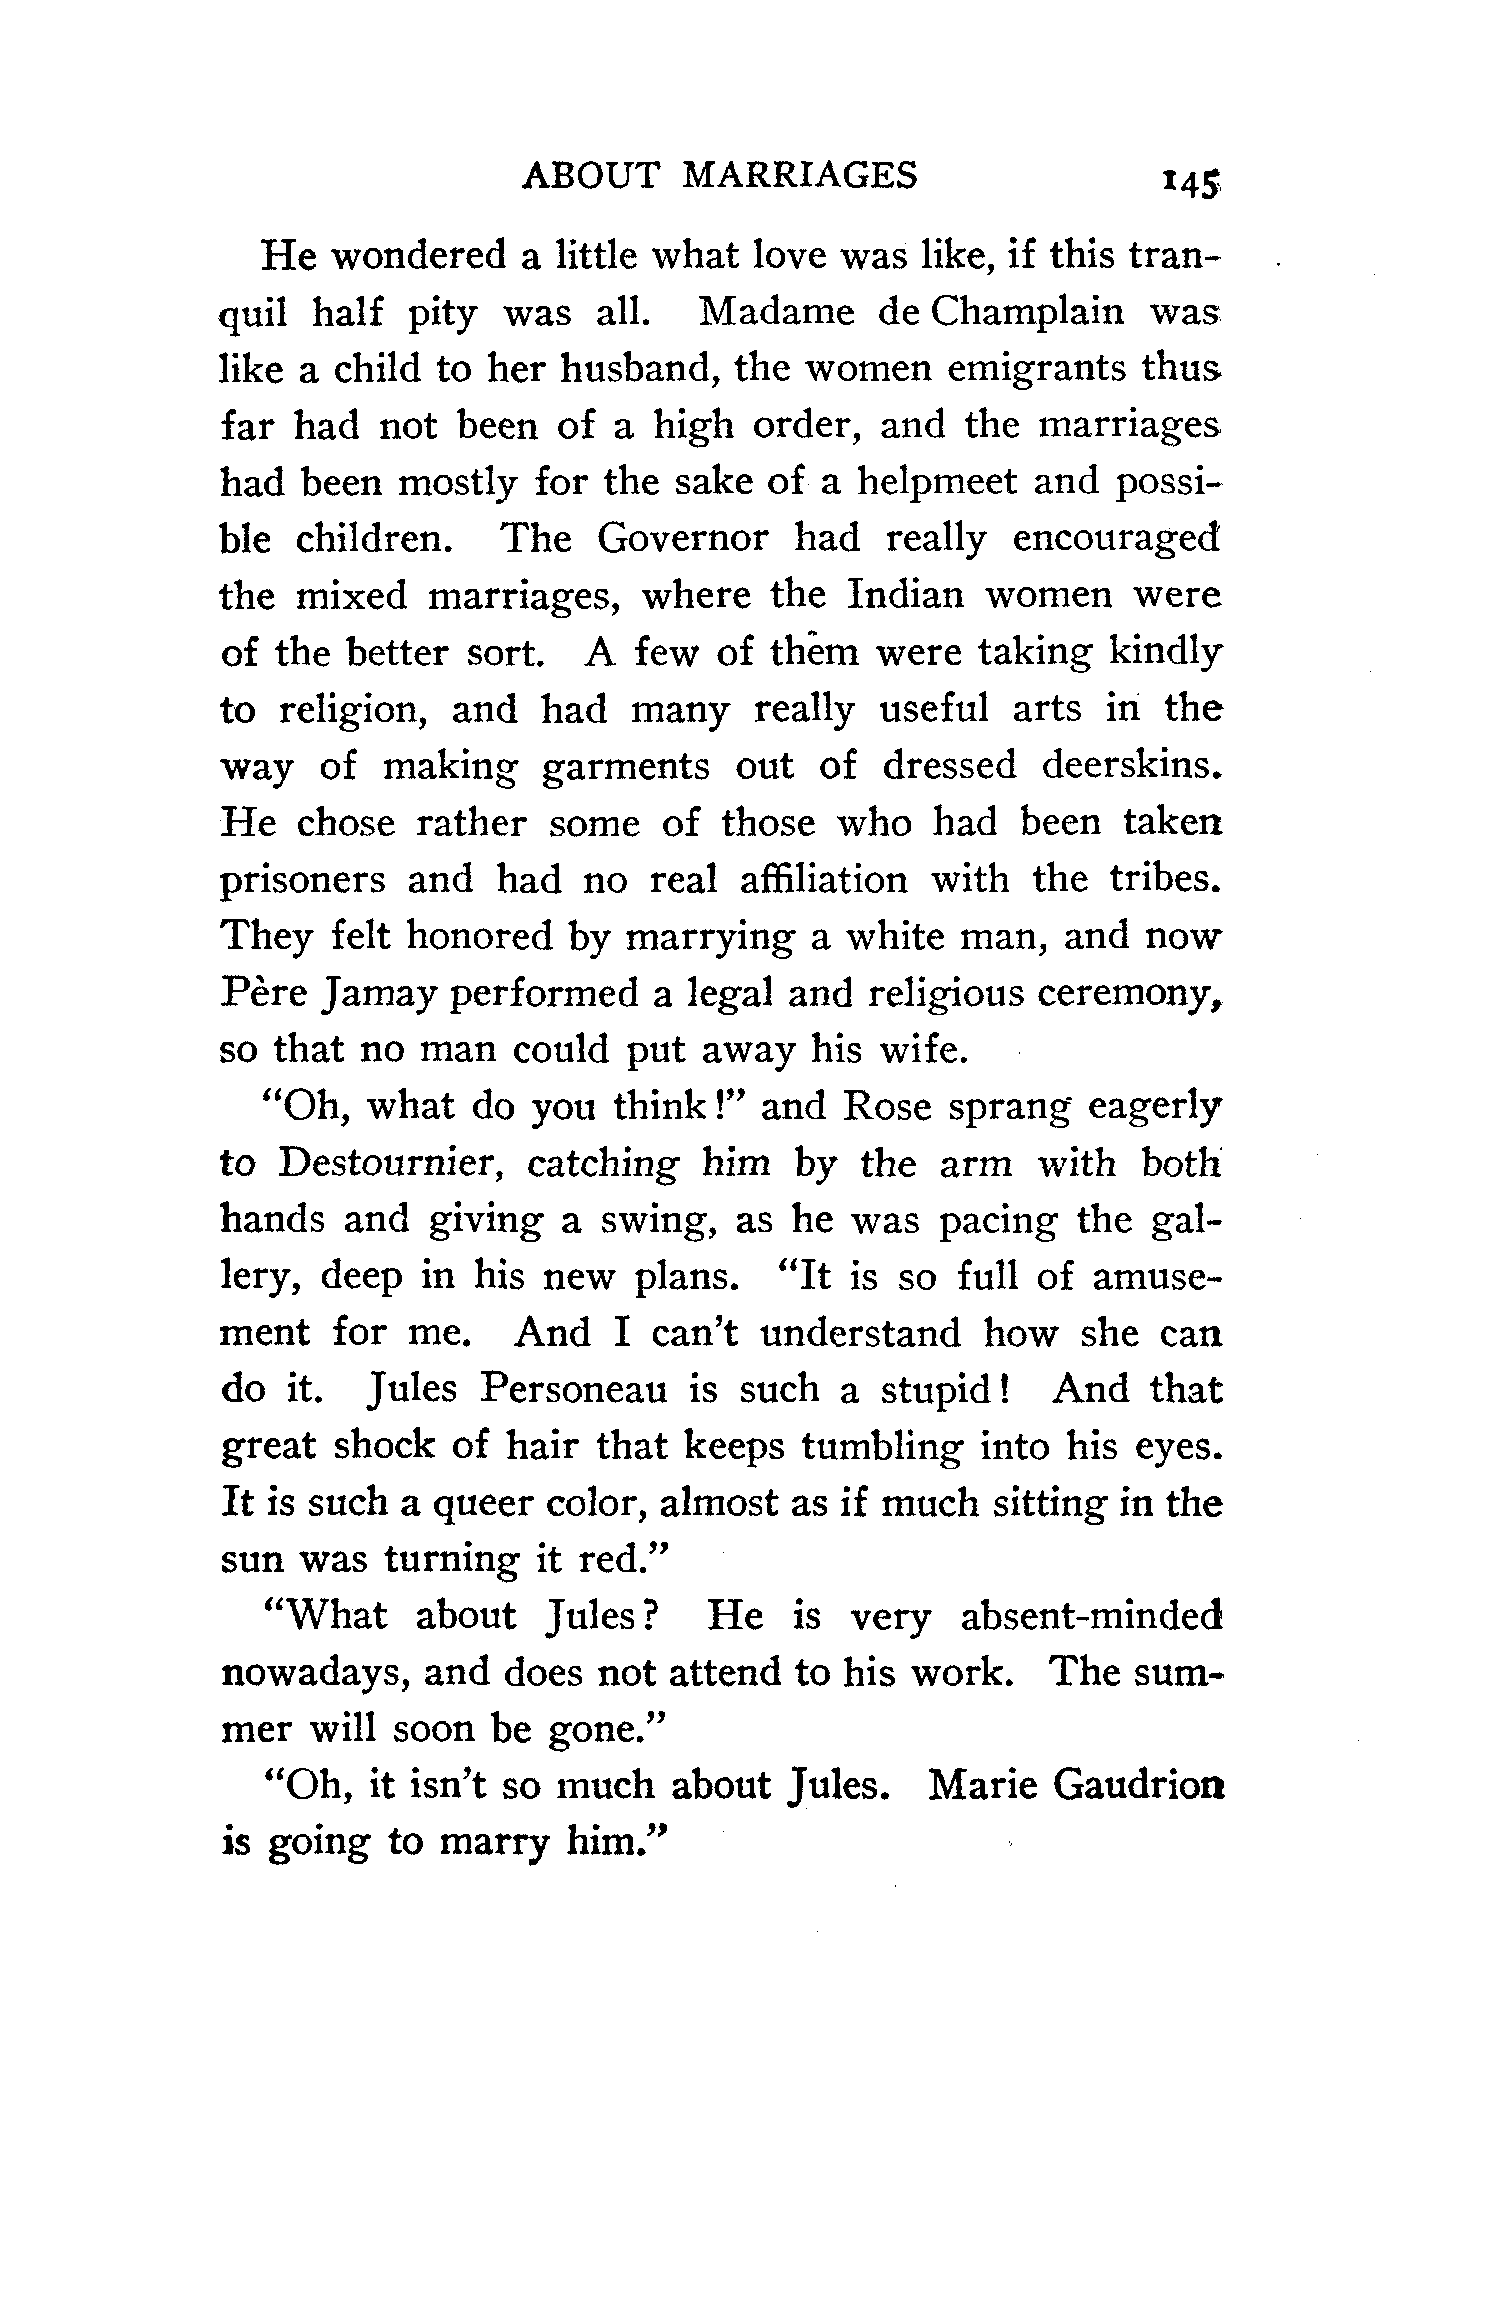 ABOUT MARRIAGES 145
He wondered a little what love was like, if this tran-
quil half pity was all. Madame de Champlain was
like a child to her husband, the women emigrants thus
far had not been of a high order, and the marriages
had been mostly for the sake of a helpmeet and possi-
ble children. The Governor had really encouraged
the mixed marriages, where the Indian women were
of the better sort. A few of them were taking kindly
to religion, and had many really useful arts in the
way of making garments out of dressed deerskins.
He chose rather some of those who had been taken
prisoners and had no real affiliation with the tribes.
They felt honored by marrying a white man, and now
Père Jamay performed a legal and religious ceremony,
so that no man could put away his wife.
"Oh, what do you think!" and Rose sprang eagerly
to Destournier, catching him by the arm with both
hands and giving a swing, as he was pacing the gal-
lery, deep in his new plans. "It is so full of amuse-
ment for me. And I can't understand how she can
do it. Jules Personeau is such a stupid! And that
great shock of hair that keeps tumbling into his eyes.
It is such a queer color, almost as if much sitting in the
sun was turning it red."
"What about Jules? He is very absent-minded
nowadays, and does not attend to his work. The sum-
mer will soon be gone."
"Oh, it isn't so much about Jules. Marie Gaudrion
is going to marry him."